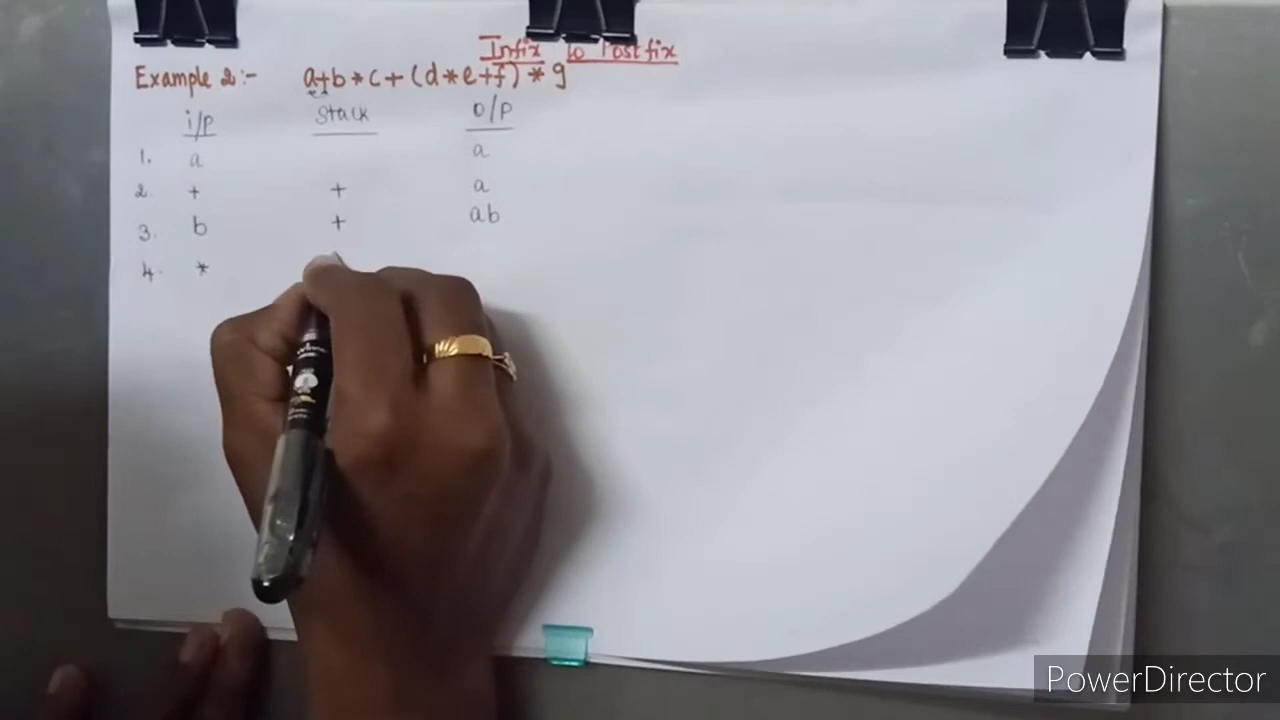 Infix to Postfix
Example 2:- a+b*c+(d*e+f)*g
i/p stack o/p
1. a a
2. + + a
3. b + ab
4. *
PowerDirector